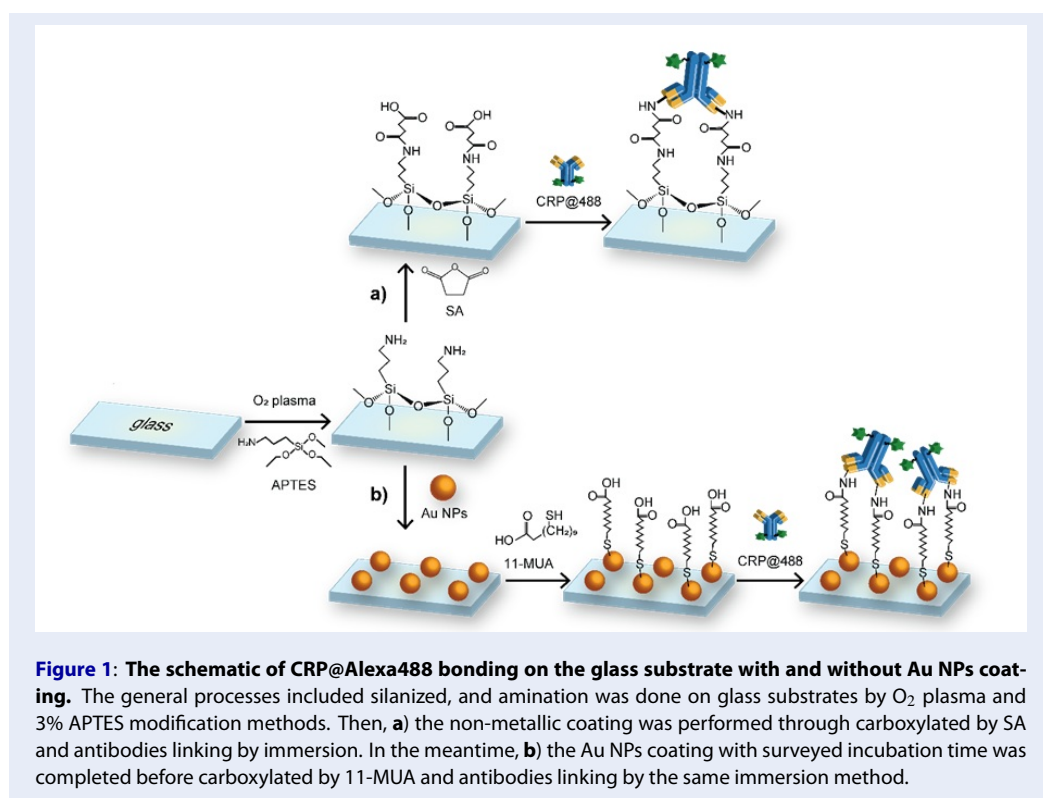 HO
O
OH
O
O
NH
O
NH
Si
O
O
Si
O
O
CRP@488
HN
O
NH
O
O
NH
O
NH
Si
O
O
Si
O
O
a)
O
O
O
SA
NH₂
NH₂
O₂ plasma
Si
O
O
Si
O
O
glass
H₂N
Si
O
O
O
APTES
b)
Au NPs
O
SH
HO
(CH₂)₉
11-MUA
OH
O
S
OH
O
S
OH
O
S
OH
O
S
CRP@488
NH
O
S
NH
O
S
NH
O
S
NH
O
S
Figure 1: The schematic of CRP@Alexa488 bonding on the glass substrate with and without Au NPs coat-
ing. The general processes included silanized, and amination was done on glass substrates by O₂ plasma and
3% APTES modification methods. Then, a) the non-metallic coating was performed through carboxylated by SA
and antibodies linking by immersion. In the meantime, b) the Au NPs coating with surveyed incubation time was
completed before carboxylated by 11-MUA and antibodies linking by the same immersion method.